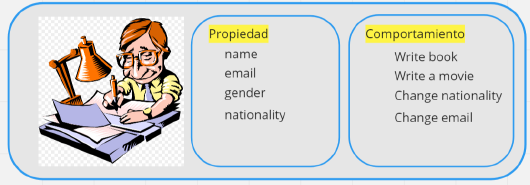 Propiedad
name
email
gender
nationality
Comportamiento
Write book
Write a movie
Change nationality
Change email